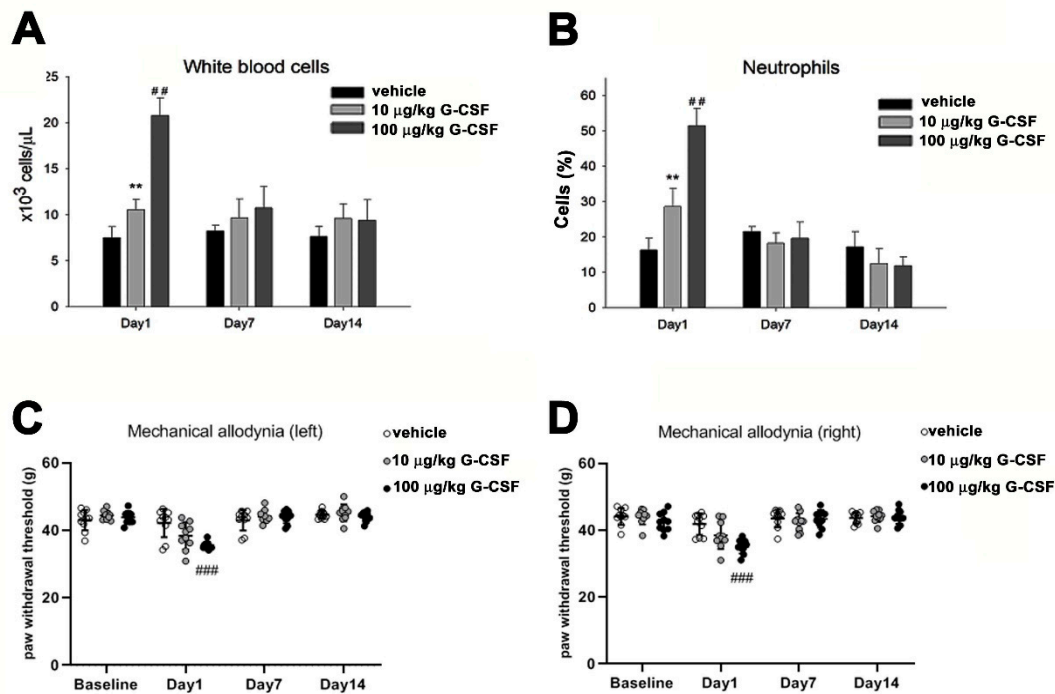 A
White blood cells
×10³ cells/μL
25
20
15
10
5
0
##
**
vehicle
10 μg/kg G-CSF
100 μg/kg G-CSF
Day1 Day7 Day14
B
Neutrophils
Cells (%)
60
50
40
30
20
10
0
##
**
vehicle
10 μg/kg G-CSF
100 μg/kg G-CSF
Day1 Day7 Day14
C
Mechanical allodynia (left)
vehicle
10 μg/kg G-CSF
100 μg/kg G-CSF
paw withdrawal threshold (g)
60
40
20
0
###
Baseline Day1 Day7 Day14
D
Mechanical allodynia (right)
vehicle
10 μg/kg G-CSF
100 μg/kg G-CSF
paw withdrawal threshold (g)
60
40
20
0
###
Baseline Day1 Day7 Day14